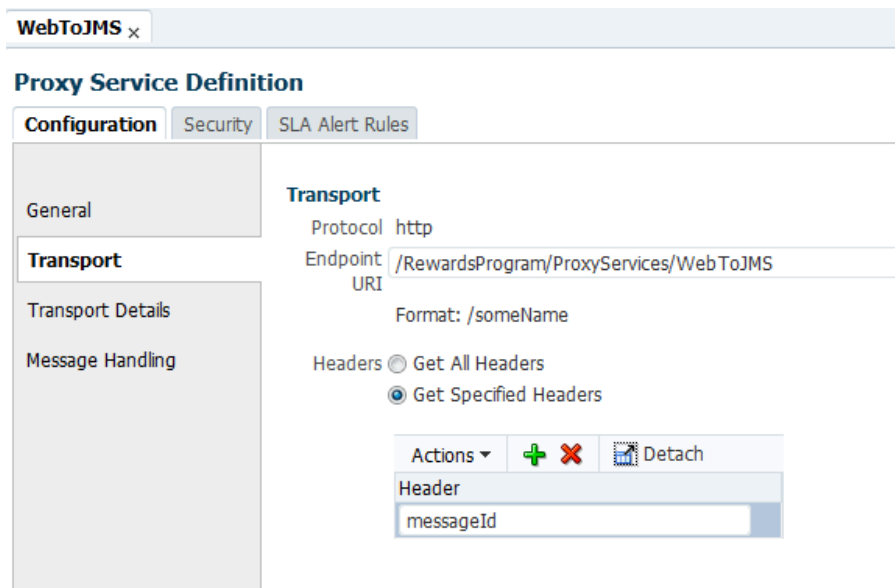 WebToJMS ×
Proxy Service Definition
Configuration Security SLA Alert Rules
General
Transport
Transport Details
Message Handling
Transport
Protocol http
Endpoint URI /RewardsProgram/ProxyServices/WebToJMS
Format: /someName
Headers Get All Headers
Get Specified Headers
Actions Detach
Header
messageId